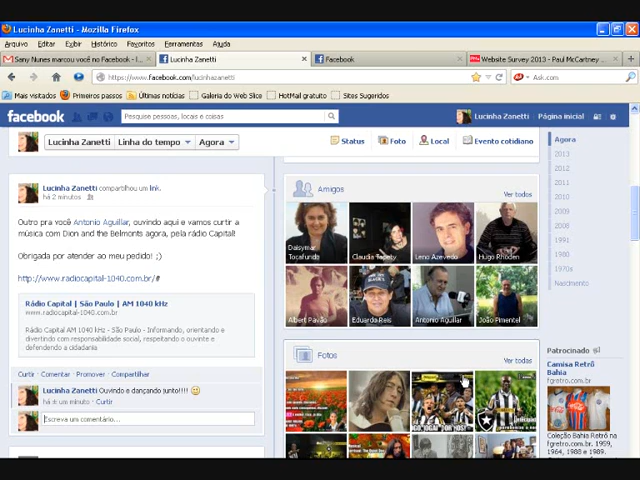 Lucinha Zanetti - Mozilla Firefox
Arquivo Editar Exibir Histórico Favoritos Ferramentas Ajuda
Sany Nunes marcou você no Facebook - l...
Lucinha Zanetti
Facebook
Website Survey 2013 - Paul McCartney
https://www.facebook.com/lucinhazanetti
Ask.com
Mais visitados Primeiros passos Últimas notícias Galeria do Web Slice HotMail gratuito Sites Sugeridos
facebook
Pesquise pessoas, locais e coisas
Lucinha Zanetti Página inicial
Lucinha Zanetti Linha do tempo Agora
Status Foto Local Evento cotidiano
Agora
2013
2012
2011
2010
2009
2008
1991
1980
1970s
Nascimento
Lucinha Zanetti compartilhou um link.
há 2 minutos
Outro pra você Antonio Aguillar, ouvindo aqui e vamos curtir a
música com Dion and the Belmonts agora, pela rádio Capital!
Obrigada por atender ao meu pedido! ;)
http://www.radiocapital-1040.com.br/#
Rádio Capital | São Paulo | AM 1040 kHz
www.radiocapital-1040.com.br
Rádio Capital AM 1040 kHz - São Paulo - Informando, orientando e
divertindo com responsabilidade social, respeitando o ouvinte e
defendendo a cidadania
Curtir · Comentar · Promover · Compartilhar
Lucinha Zanetti Ouvindo e dançando junto!!!!
há ± um minuto · Curtir
Escreva um comentário...
Amigos
Ver todos
Daisymar
Tocafundo
Claudia Tapety
Leno Azevedo
Hugo Rhoden
Albert Pavão
Eduardo Reis
Antonio Aguillar
João Pimentel
Fotos
Ver todos
Patrocinado
Camisa Retrô
Bahia
fgretro.com.br
Coleção Bahia Retrô na
fgretro.com.br. 1959,
1964, 1988 e 1989.